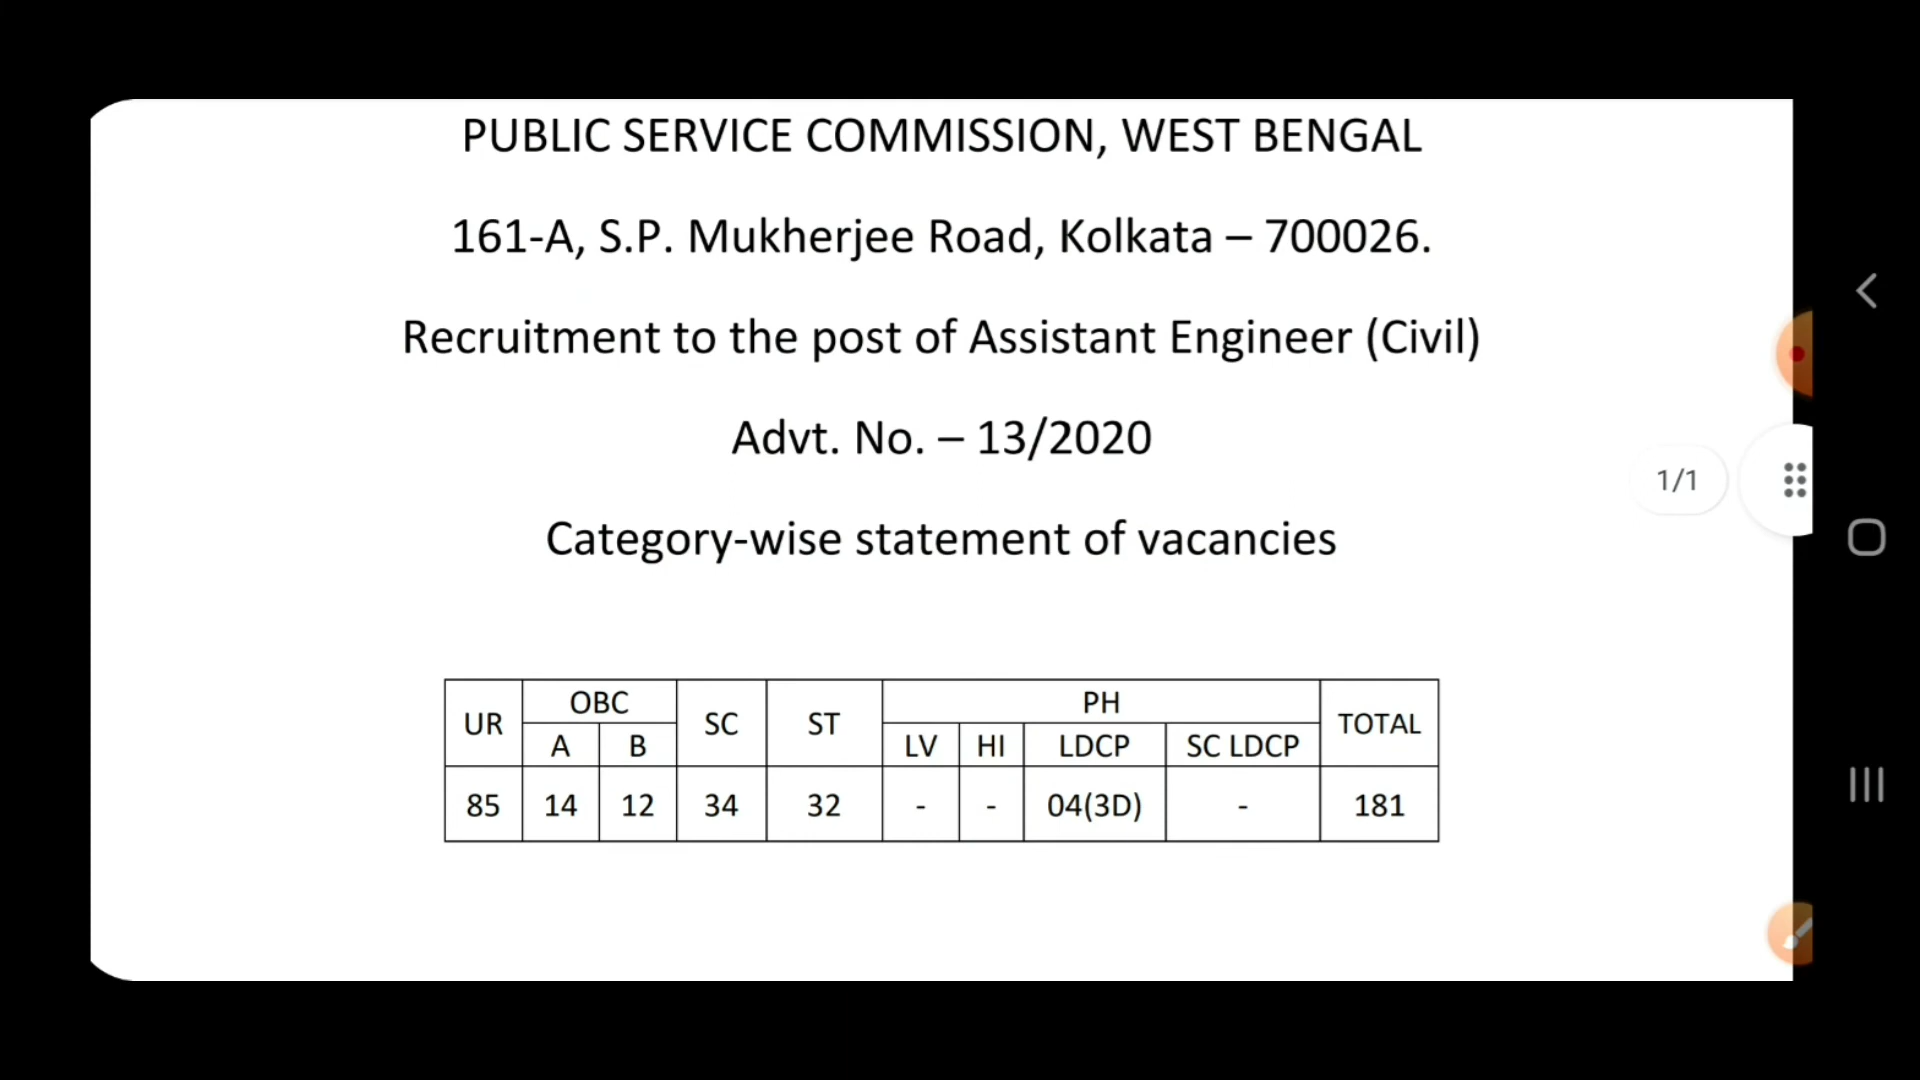 PUBLIC SERVICE COMMISSION, WEST BENGAL
161-A, S.P. Mukherjee Road, Kolkata – 700026.
Recruitment to the post of Assistant Engineer (Civil)
Advt. No. – 13/2020
1/1
Category-wise statement of vacancies
UR OBC SC ST PH TOTAL
A B LV HI LDCP SC LDCP
85 14 12 34 32 - - 04(3D) - 181